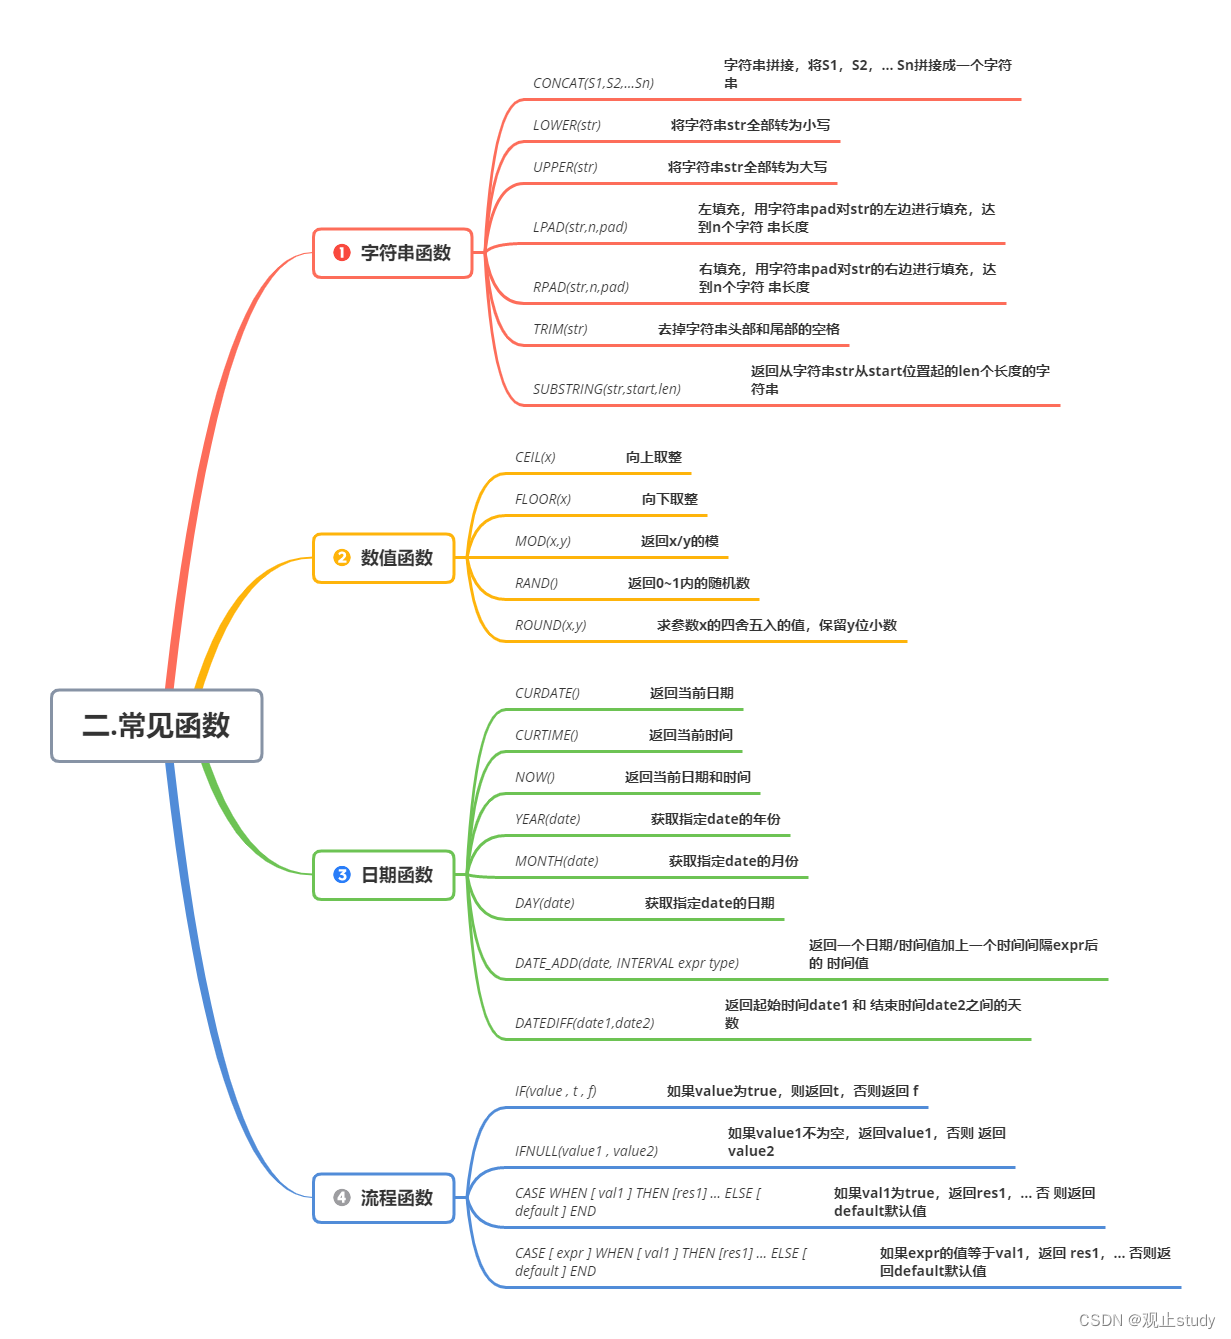 二.常见函数
❶ 字符串函数
CONCAT(S1,S2,...Sn)
字符串拼接，将S1，S2，... Sn拼接成一个字符
串
LOWER(str) 将字符串str全部转为小写
UPPER(str) 将字符串str全部转为大写
LPAD(str,n,pad)
左填充，用字符串pad对str的左边进行填充，达
到n个字符 串长度
RPAD(str,n,pad)
右填充，用字符串pad对str的右边进行填充，达
到n个字符 串长度
TRIM(str) 去掉字符串头部和尾部的空格
SUBSTRING(str,start,len)
返回从字符串str从start位置起的len个长度的字
符串
❷ 数值函数
CEIL(x) 向上取整
FLOOR(x) 向下取整
MOD(x,y) 返回x/y的模
RAND() 返回0~1内的随机数
ROUND(x,y) 求参数x的四舍五入的值，保留y位小数
❸ 日期函数
CURDATE() 返回当前日期
CURTIME() 返回当前时间
NOW() 返回当前日期和时间
YEAR(date) 获取指定date的年份
MONTH(date) 获取指定date的月份
DAY(date) 获取指定date的日期
DATE_ADD(date, INTERVAL expr type)
返回一个日期/时间值加上一个时间间隔expr后
的 时间值
DATEDIFF(date1,date2)
返回起始时间date1 和 结束时间date2之间的天
数
❹ 流程函数
IF(value , t , f) 如果value为true，则返回t，否则返回 f
IFNULL(value1 , value2)
如果value1不为空，返回value1，否则 返回
value2
CASE WHEN [ val1 ] THEN [res1] ... ELSE [
default ] END
如果val1为true，返回res1，... 否 则返回
default默认值
CASE [ expr ] WHEN [ val1 ] THEN [res1] ... ELSE [
default ] END
如果expr的值等于val1，返回 res1，... 否则返
回default默认值
CSDN @观止study